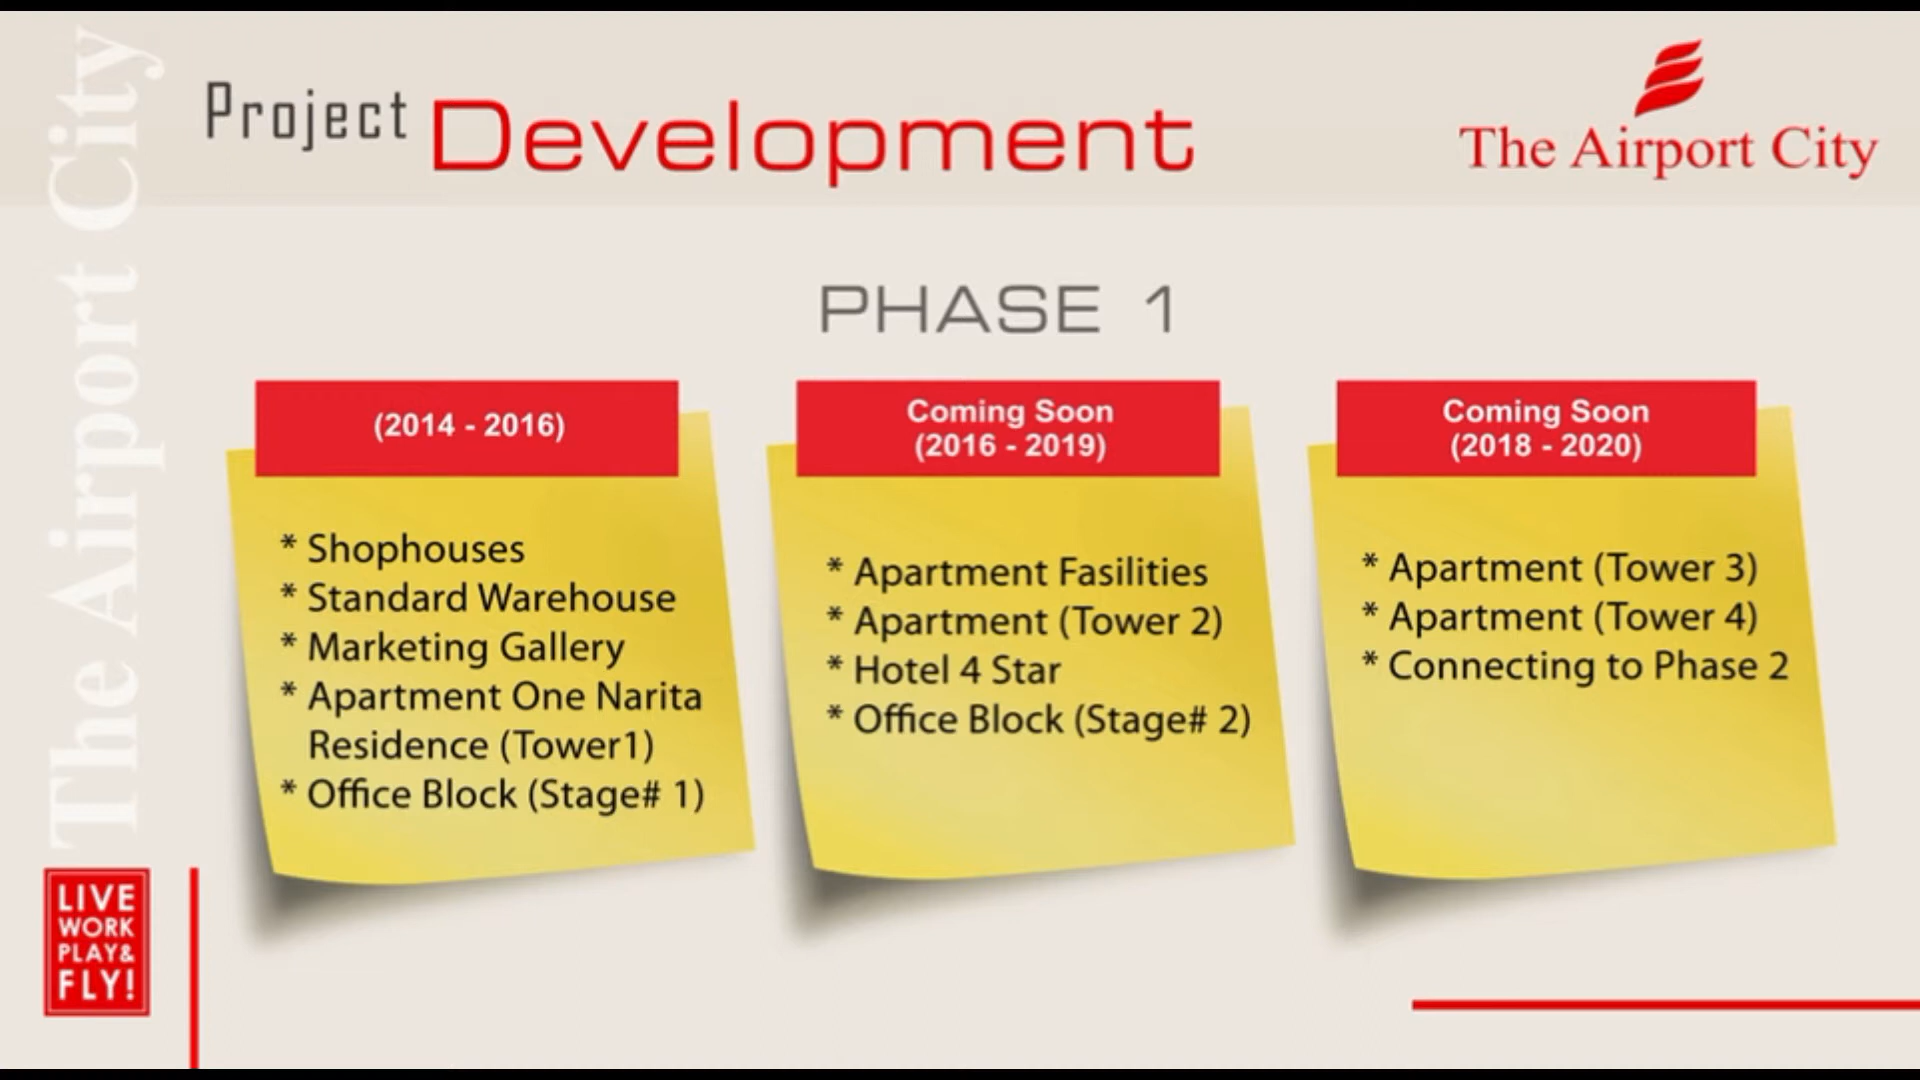 The Airport City
Project Development
The Airport City
PHASE 1
(2014 - 2016)
* Shophouses
* Standard Warehouse
* Marketing Gallery
* Apartment One Narita
Residence (Tower1)
* Office Block (Stage# 1)
Coming Soon
(2016 - 2019)
* Apartment Fasilities
* Apartment (Tower 2)
* Hotel 4 Star
* Office Block (Stage# 2)
Coming Soon
(2018 - 2020)
* Apartment (Tower 3)
* Apartment (Tower 4)
* Connecting to Phase 2
LIVE
WORK
PLAY&
FLY!